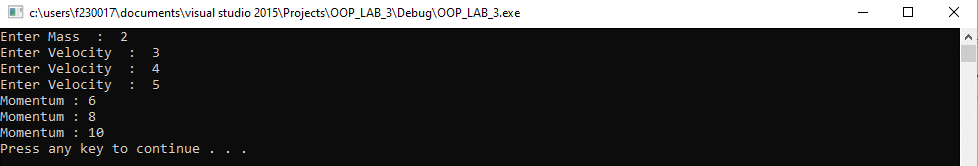 c:\users\f230017\documents\visual studio 2015\Projects\OOP_LAB_3\Debug\OOP_LAB_3.exe
Enter Mass  :  2
Enter Velocity  :  3
Enter Velocity  :  4
Enter Velocity  :  5
Momentum : 6
Momentum : 8
Momentum : 10
Press any key to continue . . .